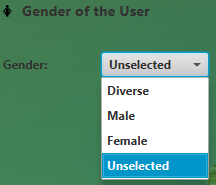 Gender of the User
Gender: Unselected
Diverse
Male
Female
Unselected